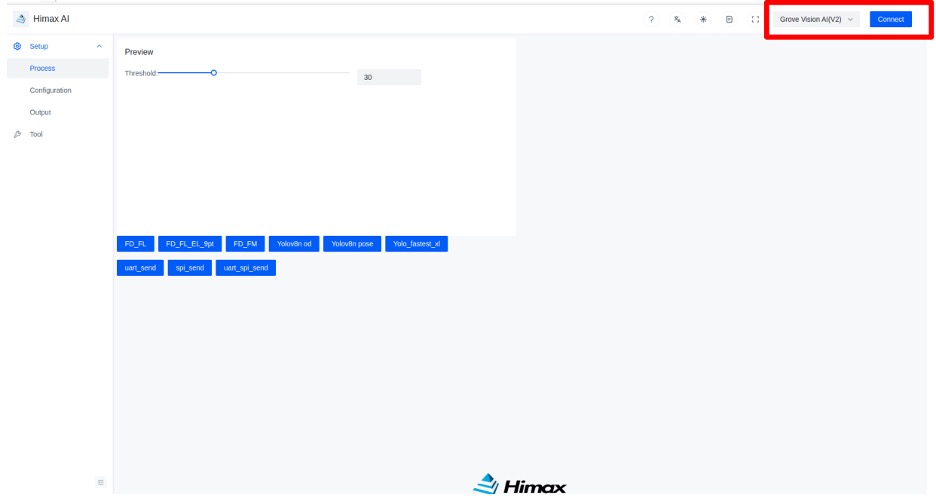 Himax AI
?
Grove Vision AI(V2)
Connect
Setup
Process
Configuration
Output
Tool
Preview
Threshold
30
FD_FL
FD_FL_EL_9pt
FD_FM
Yolov8n od
Yolov8n pose
Yolo_fastest_xl
uart_send
spi_send
uart_spi_send
Himax